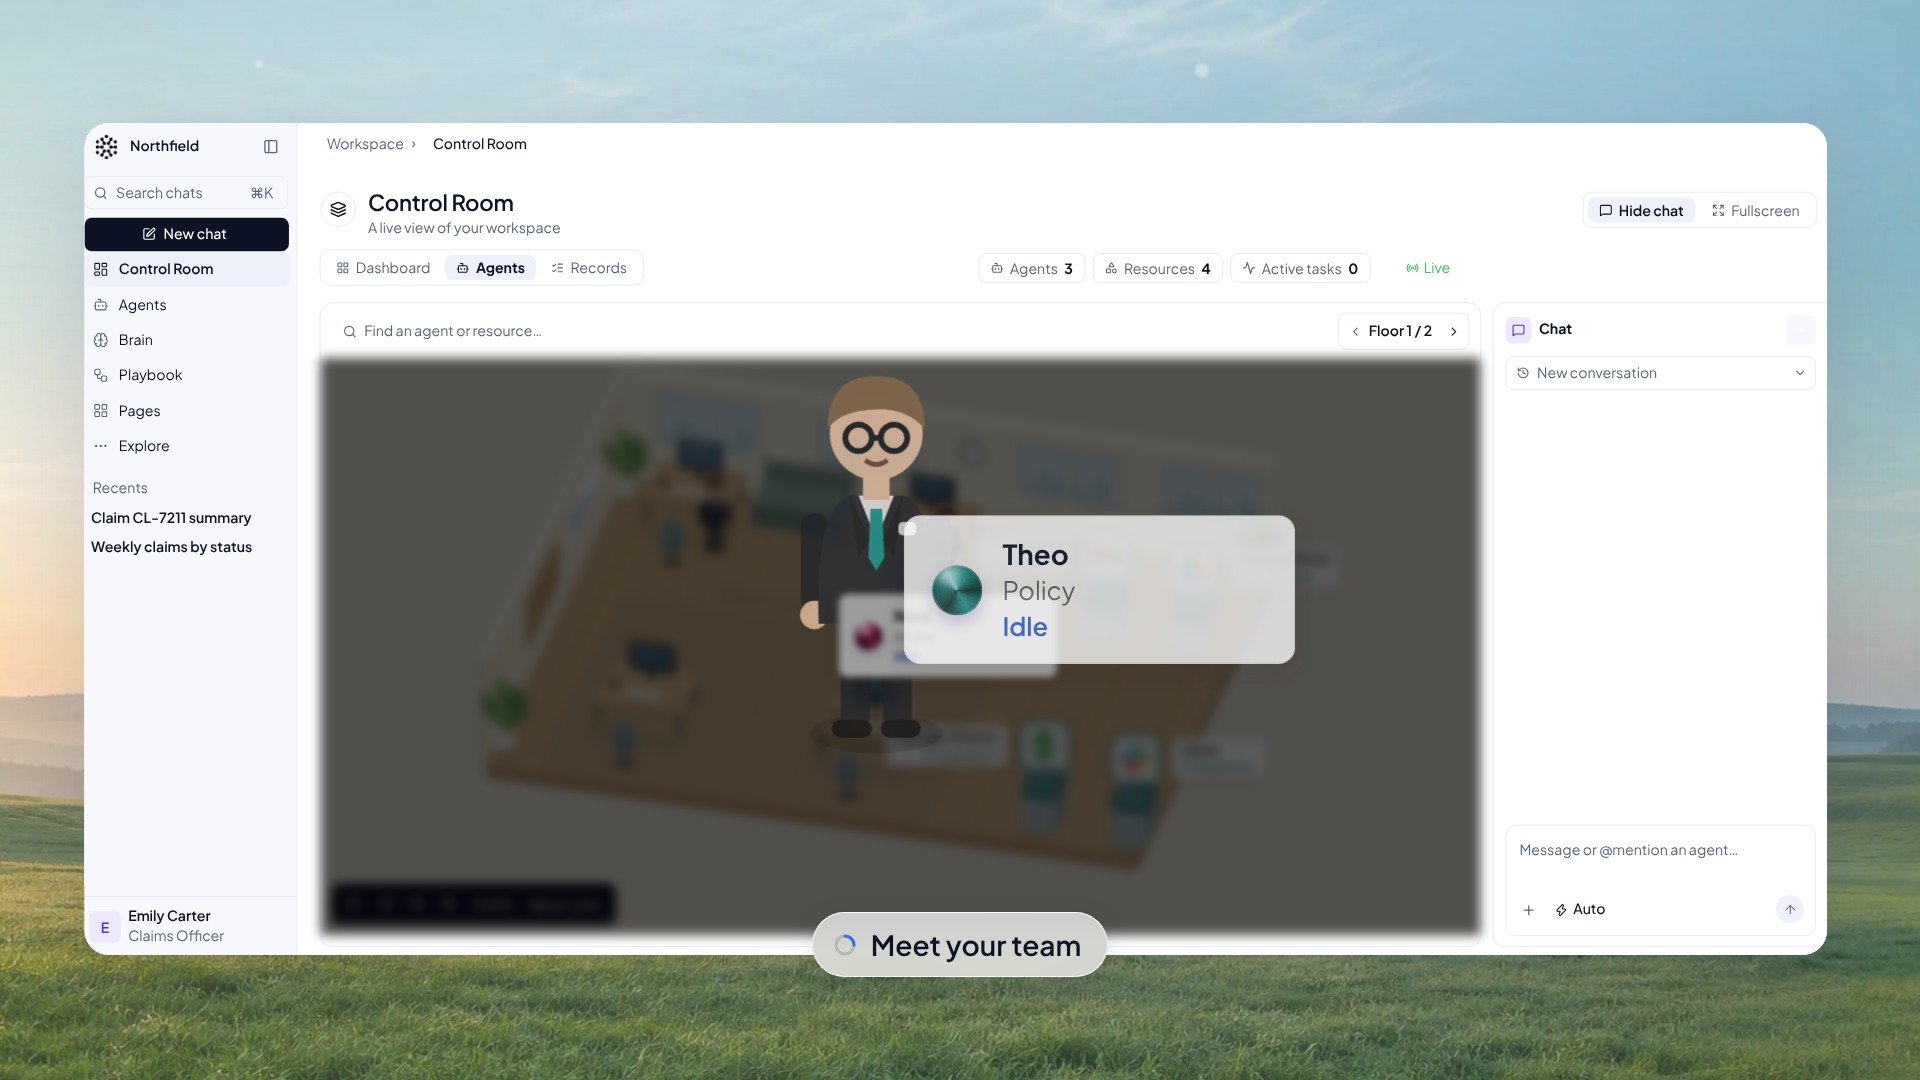 Northfield
Search chats ⌘K
New chat
Control Room
Agents
Brain
Playbook
Pages
Explore
Recents
Claim CL-7211 summary
Weekly claims by status
E
Emily Carter
Claims Officer
Workspace › Control Room
Control Room
A live view of your workspace
Hide chat Fullscreen
Dashboard Agents Records
Agents 3 Resources 4 Active tasks 0 Live
Find an agent or resource...
Floor 1 / 2
Theo
Policy
Idle
Meet your team
Chat
New conversation
Message or @mention an agent...
Auto